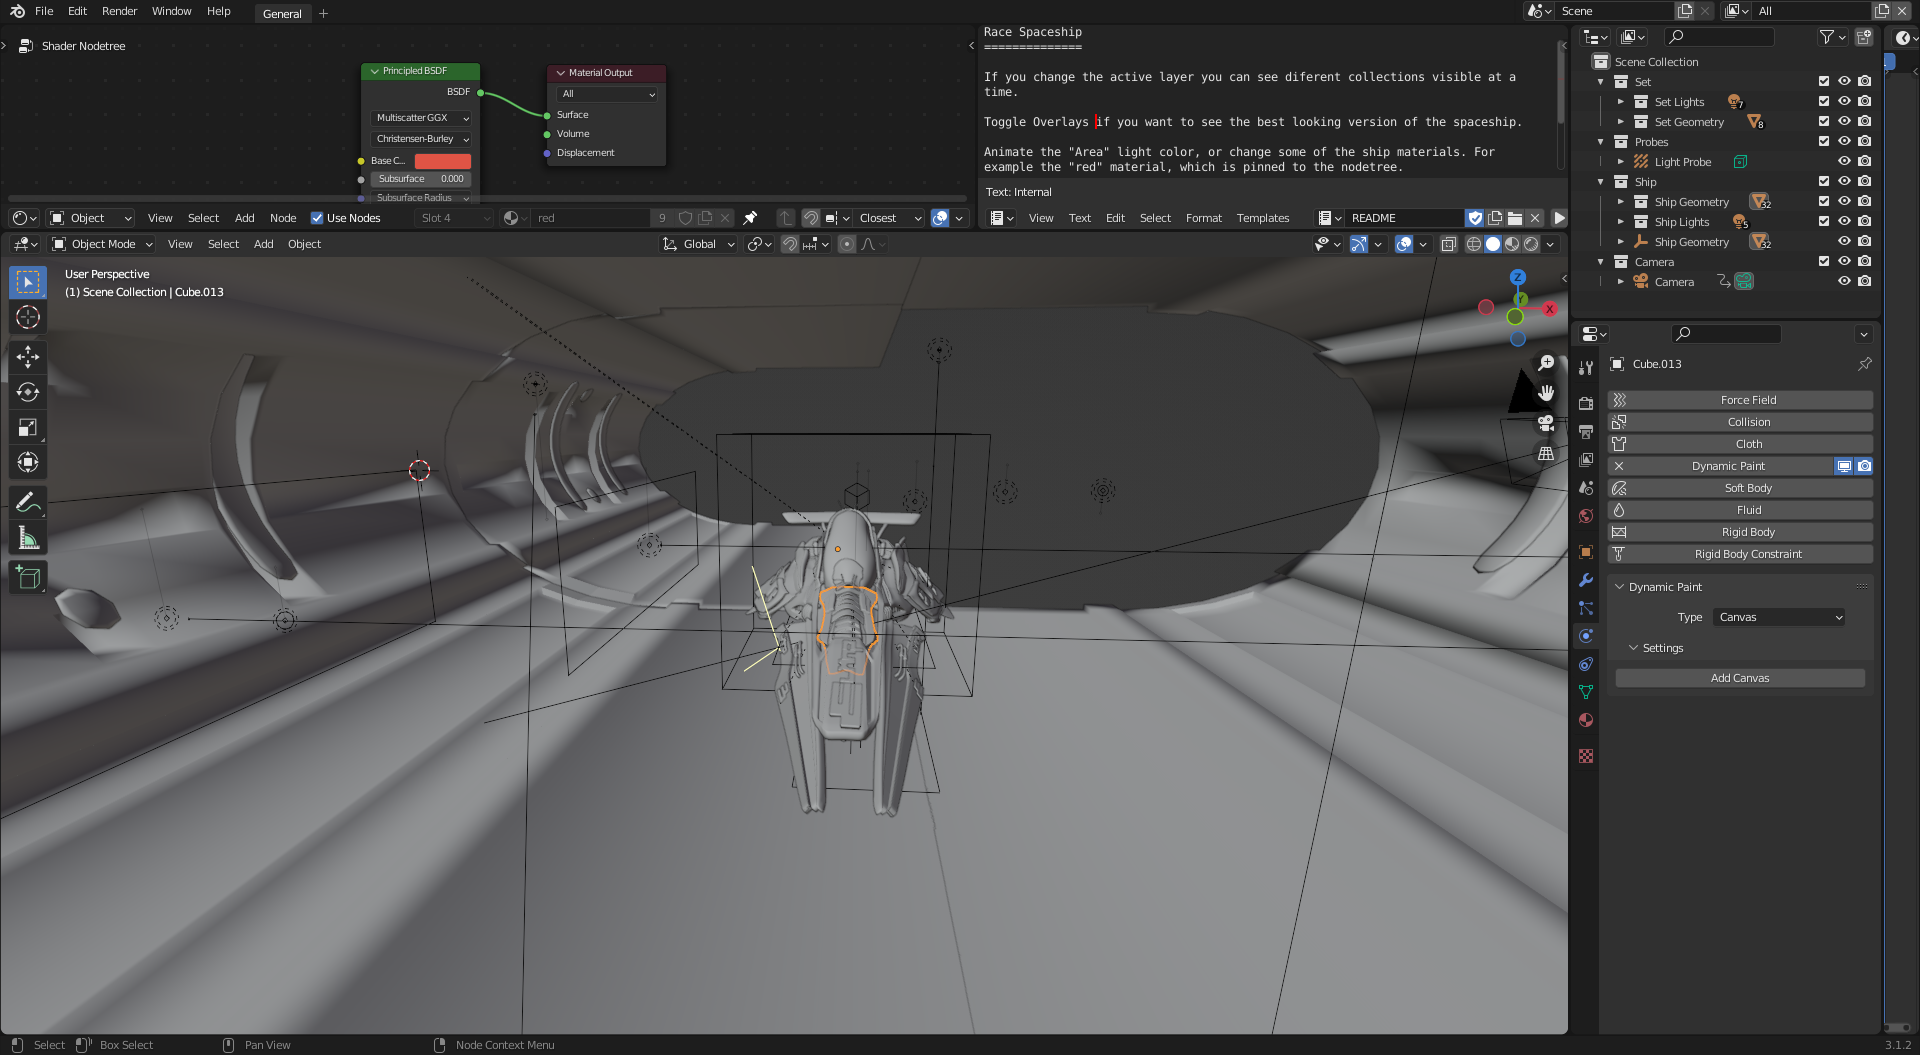 File Edit Render Window Help General
Scene All
Shader Nodetree
Principled BSDF
BSDF
Multiscatter GGX
Christensen-Burley
Base C...
Subsurface 0.000
Subsurface Radius
Material Output
All
Surface
Volume
Displacement
Race Spaceship
==============
If you change the active layer you can see diferent collections visible at a
time.
Toggle Overlays if you want to see the best looking version of the spaceship.
Animate the "Area" light color, or change some of the ship materials. For
example the "red" material, which is pinned to the nodetree.
Text: Internal
Object View Select Add Node Use Nodes Slot 4 red 9 Closest
View Text Edit Select Format Templates README
Object Mode View Select Add Object Global
User Perspective
(1) Scene Collection | Cube.013
Z
Y
X
Scene Collection
Set
Set Lights 7
Set Geometry 8
Probes
Light Probe
Ship
Ship Geometry 32
Ship Lights 5
Ship Geometry 32
Camera
Camera
Cube.013
Force Field
Collision
Cloth
Dynamic Paint
Soft Body
Fluid
Rigid Body
Rigid Body Constraint
Dynamic Paint
Type Canvas
Settings
Add Canvas
Select Box Select Pan View Node Context Menu 3.1.2